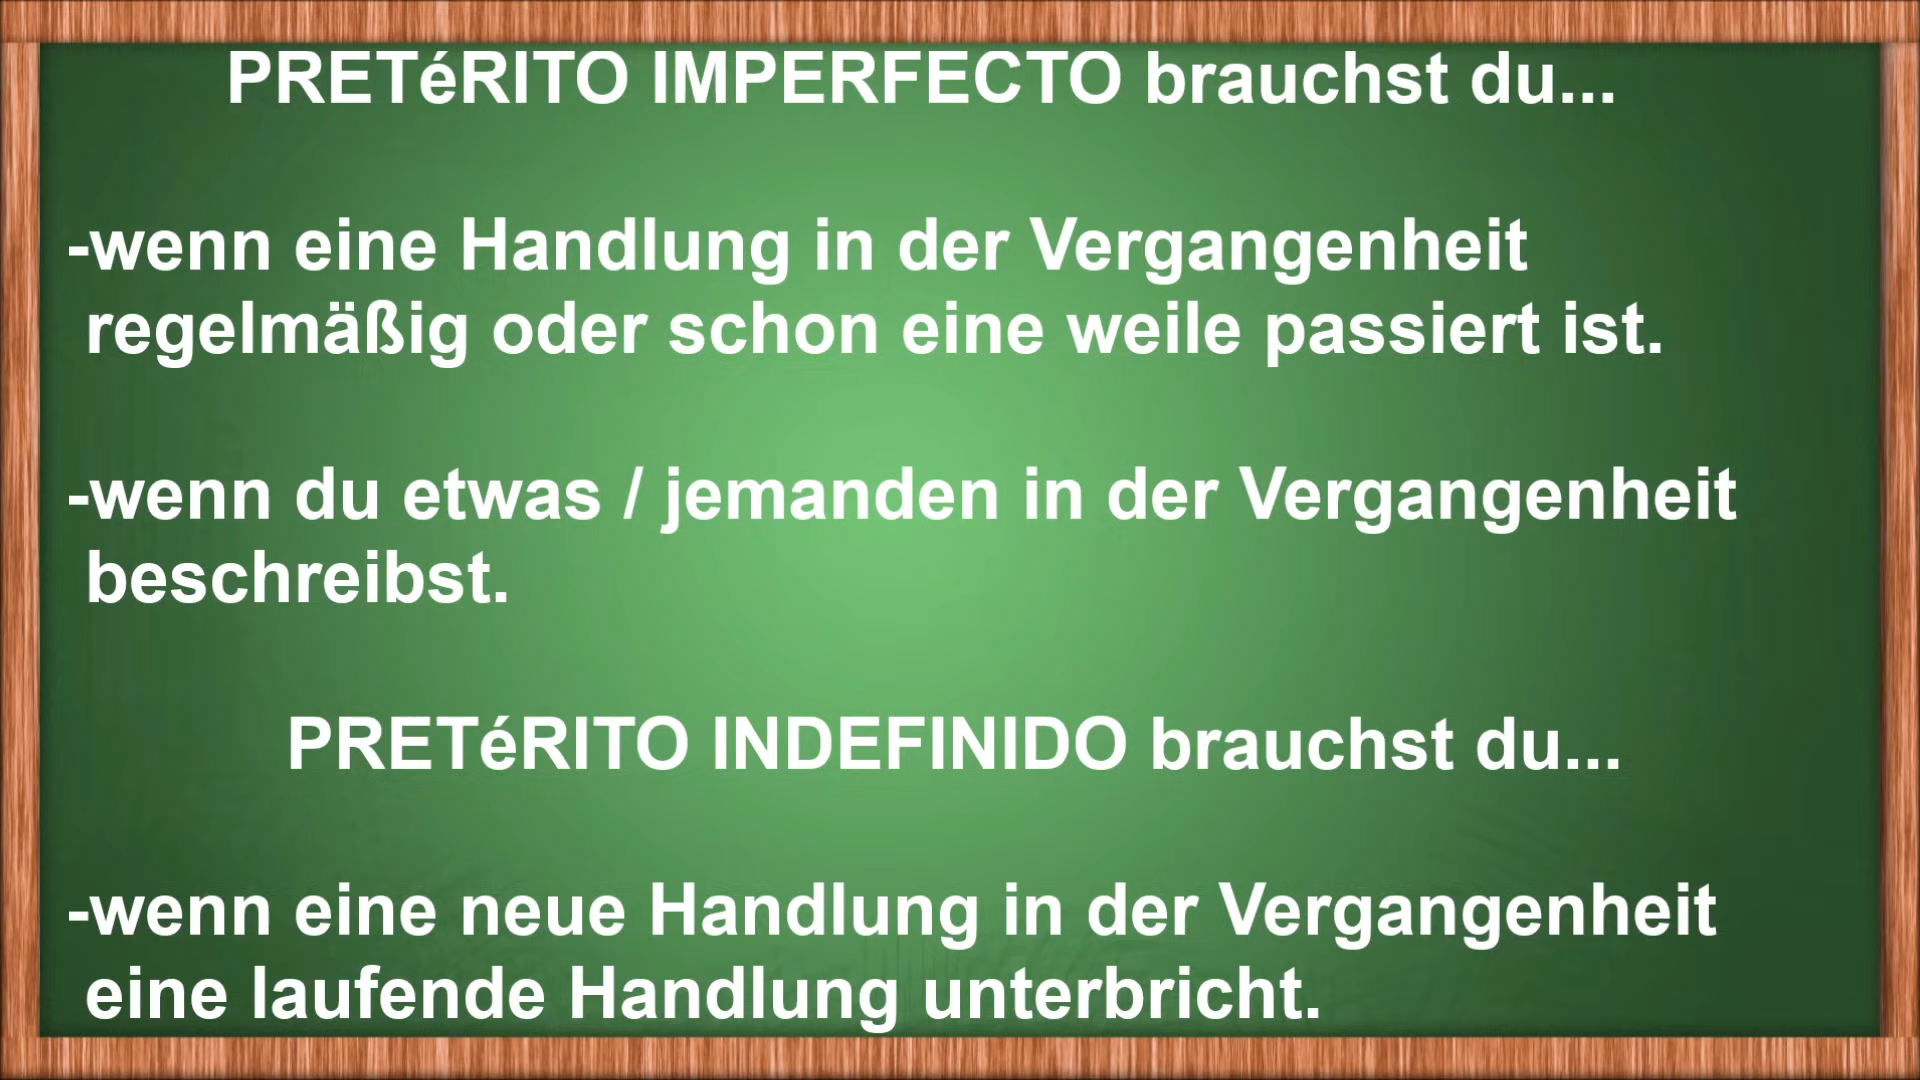 PRETéRITO IMPERFECTO brauchst du...
-wenn eine Handlung in der Vergangenheit
regelmäßig oder schon eine weile passiert ist.
-wenn du etwas / jemanden in der Vergangenheit
beschreibst.
PRETéRITO INDEFINIDO brauchst du...
-wenn eine neue Handlung in der Vergangenheit
eine laufende Handlung unterbricht.